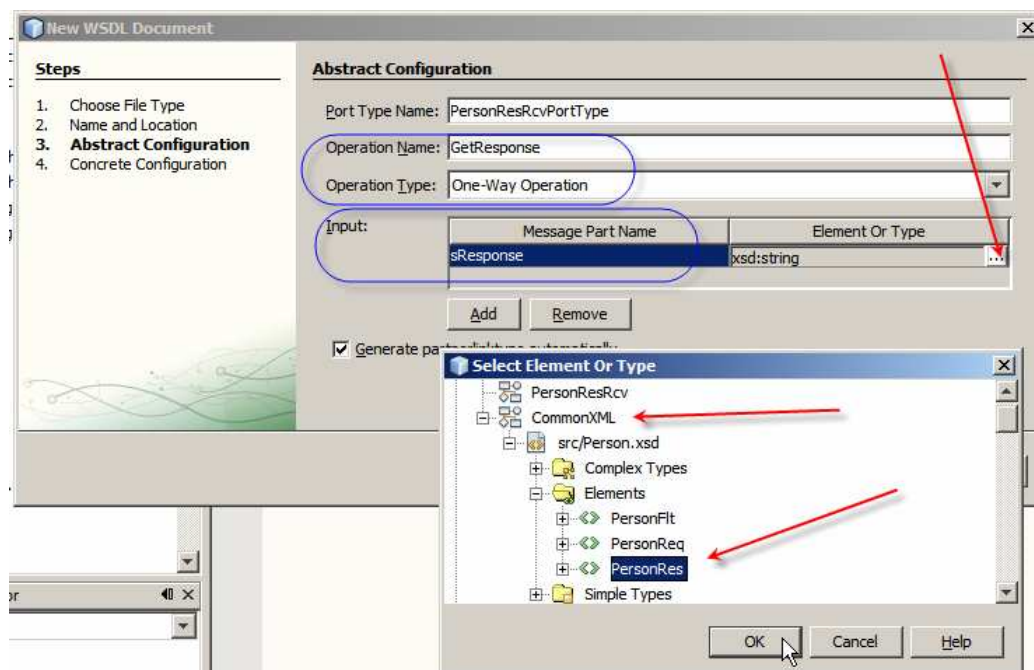 New WSDL Document
Steps
1. Choose File Type
2. Name and Location
3. Abstract Configuration
4. Concrete Configuration
Abstract Configuration
Port Type Name: PersonResRcvPortType
Operation Name: GetResponse
Operation Type: One-Way Operation
Input:
Message Part Name Element Or Type
sResponse xsd:string ...
Add Remove
Generate
Select Element Or Type
PersonResRcv
CommonXML
src/Person.xsd
Complex Types
Elements
PersonFlt
PersonReq
PersonRes
Simple Types
OK Cancel Help